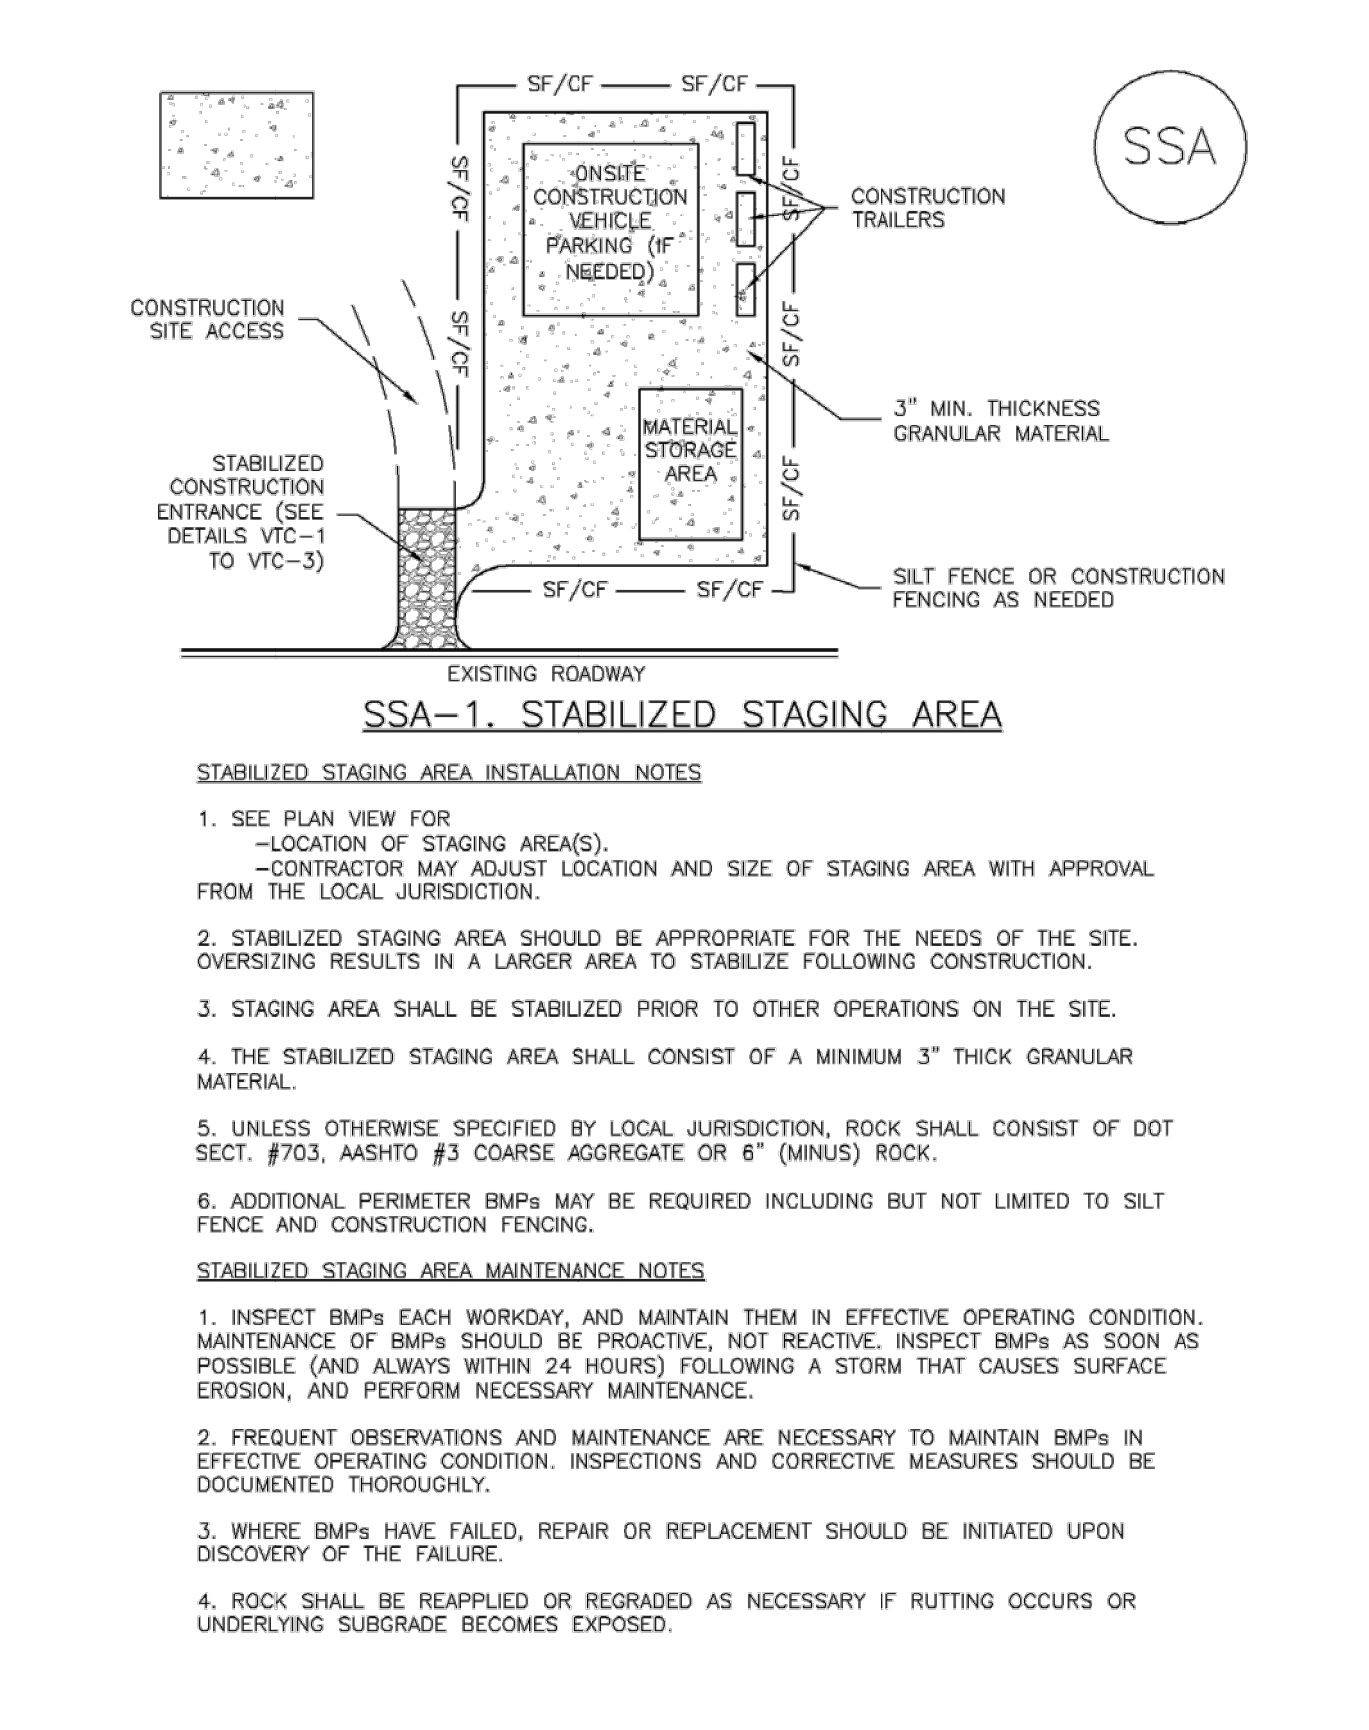 SF/CF SF/CF
SSA
SF/CF
SF/CF
SF/CF
SF/CF
SF/CF
SF/CF
ONSITE
CONSTRUCTION
VEHICLE
PARKING (IF
NEEDED)
CONSTRUCTION
TRAILERS
CONSTRUCTION
SITE ACCESS
3" MIN. THICKNESS
GRANULAR MATERIAL
MATERIAL
STORAGE
AREA
STABILIZED
CONSTRUCTION
ENTRANCE (SEE
DETAILS VTC-1
TO VTC-3)
SILT FENCE OR CONSTRUCTION
FENCING AS NEEDED
SF/CF SF/CF
EXISTING ROADWAY
SSA-1. STABILIZED STAGING AREA
STABILIZED STAGING AREA INSTALLATION NOTES
1. SEE PLAN VIEW FOR
-LOCATION OF STAGING AREA(S).
-CONTRACTOR MAY ADJUST LOCATION AND SIZE OF STAGING AREA WITH APPROVAL
FROM THE LOCAL JURISDICTION.
2. STABILIZED STAGING AREA SHOULD BE APPROPRIATE FOR THE NEEDS OF THE SITE.
OVERSIZING RESULTS IN A LARGER AREA TO STABILIZE FOLLOWING CONSTRUCTION.
3. STAGING AREA SHALL BE STABILIZED PRIOR TO OTHER OPERATIONS ON THE SITE.
4. THE STABILIZED STAGING AREA SHALL CONSIST OF A MINIMUM 3" THICK GRANULAR
MATERIAL.
5. UNLESS OTHERWISE SPECIFIED BY LOCAL JURISDICTION, ROCK SHALL CONSIST OF DOT
SECT. #703, AASHTO #3 COARSE AGGREGATE OR 6" (MINUS) ROCK.
6. ADDITIONAL PERIMETER BMPs MAY BE REQUIRED INCLUDING BUT NOT LIMITED TO SILT
FENCE AND CONSTRUCTION FENCING.
STABILIZED STAGING AREA MAINTENANCE NOTES
1. INSPECT BMPs EACH WORKDAY, AND MAINTAIN THEM IN EFFECTIVE OPERATING CONDITION.
MAINTENANCE OF BMPs SHOULD BE PROACTIVE, NOT REACTIVE. INSPECT BMPs AS SOON AS
POSSIBLE (AND ALWAYS WITHIN 24 HOURS) FOLLOWING A STORM THAT CAUSES SURFACE
EROSION, AND PERFORM NECESSARY MAINTENANCE.
2. FREQUENT OBSERVATIONS AND MAINTENANCE ARE NECESSARY TO MAINTAIN BMPs IN
EFFECTIVE OPERATING CONDITION. INSPECTIONS AND CORRECTIVE MEASURES SHOULD BE
DOCUMENTED THOROUGHLY.
3. WHERE BMPs HAVE FAILED, REPAIR OR REPLACEMENT SHOULD BE INITIATED UPON
DISCOVERY OF THE FAILURE.
4. ROCK SHALL BE REAPPLIED OR REGRADED AS NECESSARY IF RUTTING OCCURS OR
UNDERLYING SUBGRADE BECOMES EXPOSED.